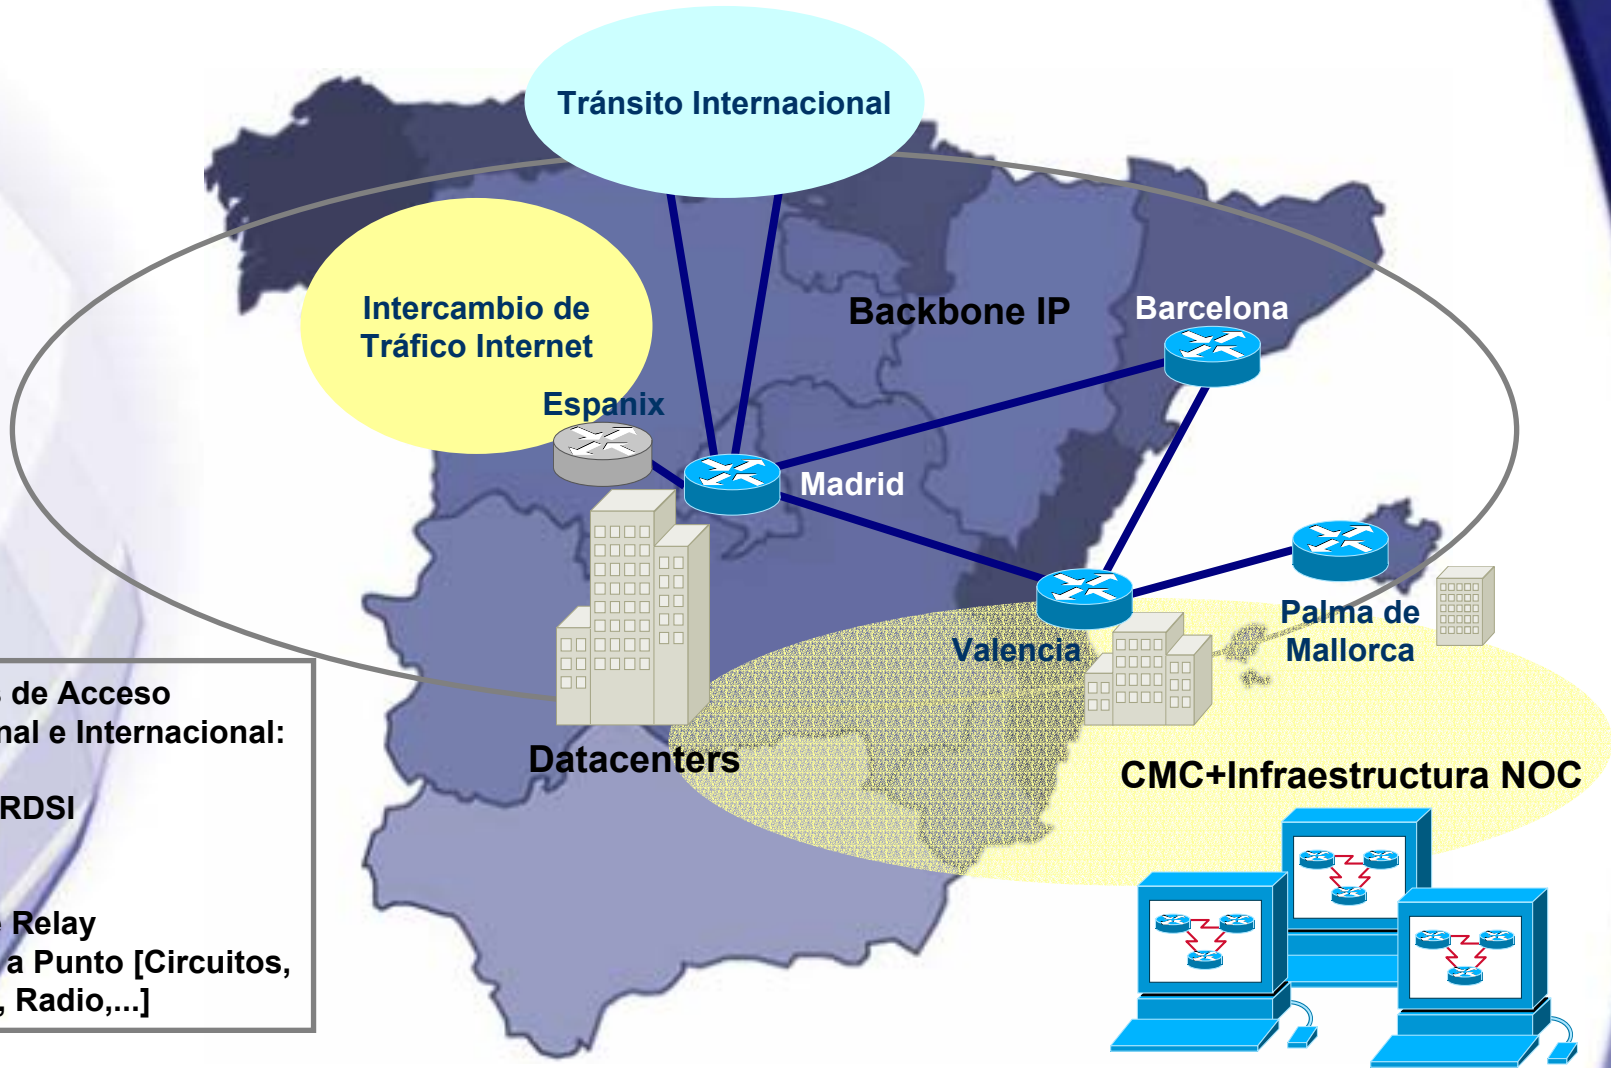 Tránsito Internacional
Intercambio de
Tráfico Internet
Espanix
Backbone IP
Barcelona
Madrid
Valencia
Palma de
Mallorca
Datacenters
CMC+Infraestructura NOC
de Acceso
e Internacional:
RDSI
Relay
a Punto [Circuitos,
, Radio,...]